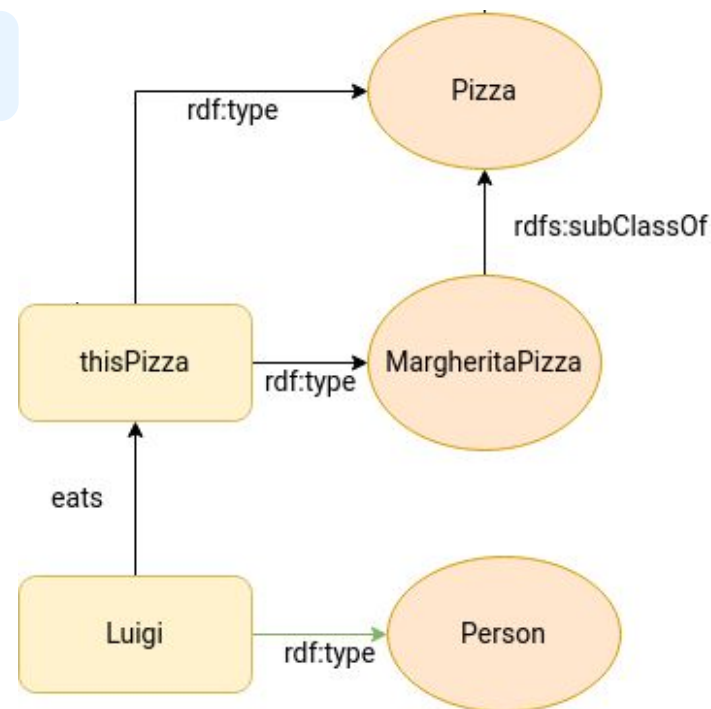 Pizza
rdf:type
rdfs:subClassOf
thisPizza
MargheritaPizza
rdf:type
eats
Luigi
Person
rdf:type